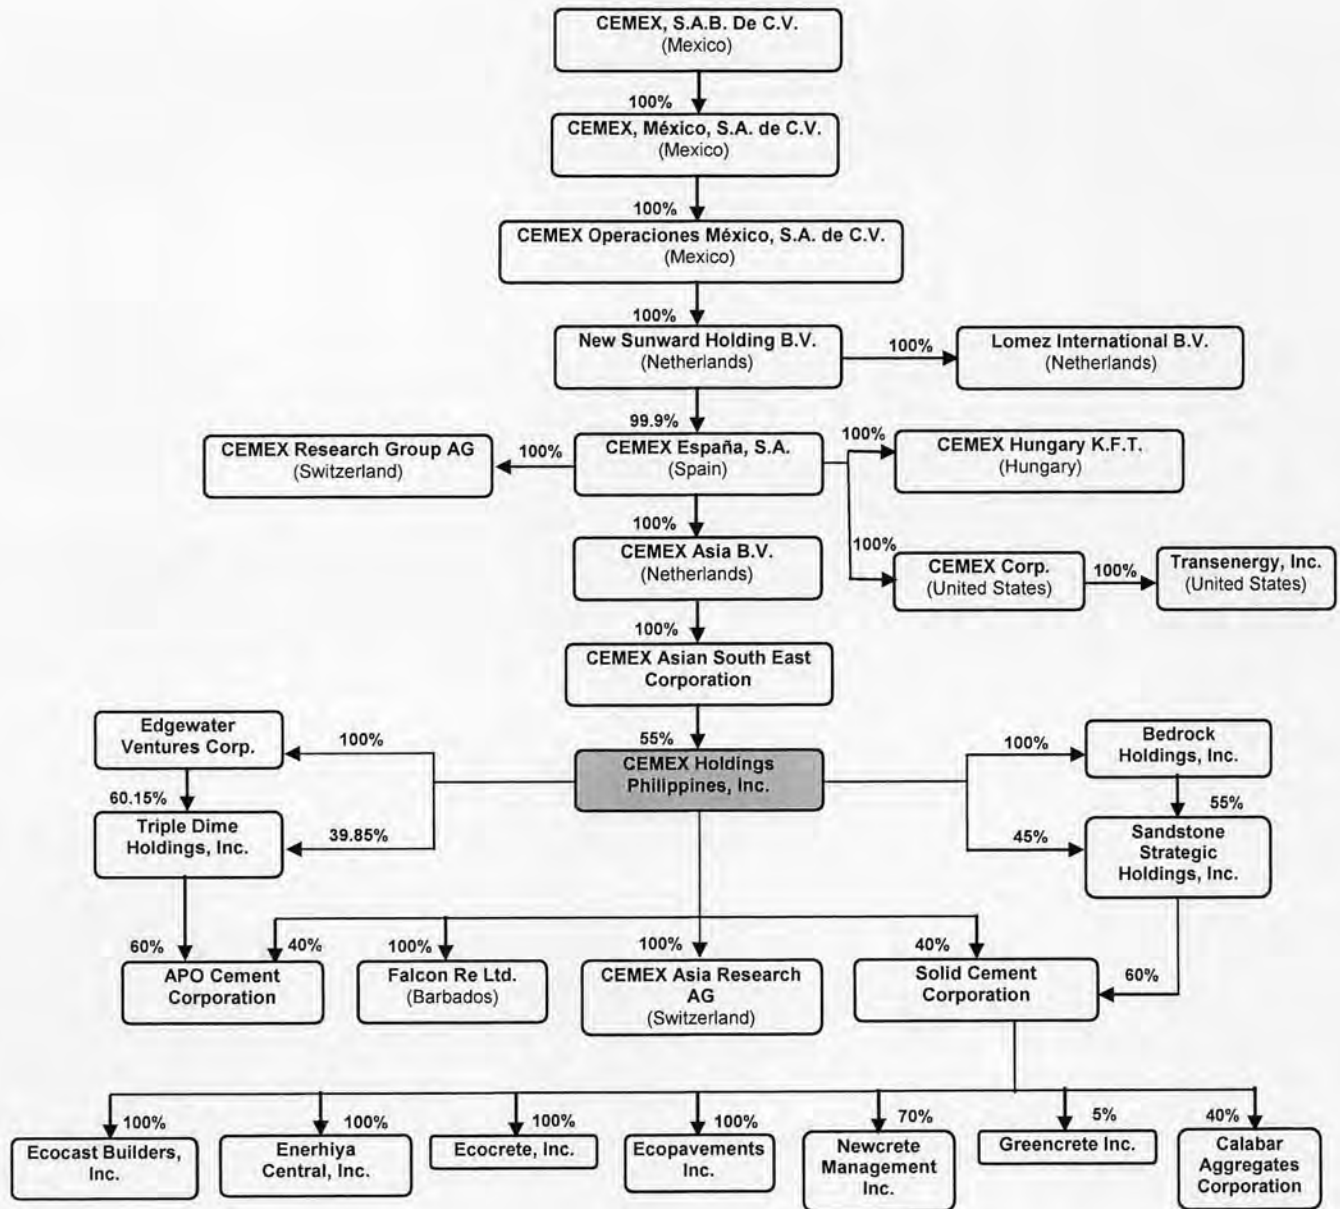 CEMEX, S.A.B. De C.V.
(Mexico)
100%
CEMEX, México, S.A. de C.V.
(Mexico)
100%
CEMEX Operaciones México, S.A. de C.V.
(Mexico)
100%
New Sunward Holding B.V.
(Netherlands)
100%
Lomez International B.V.
(Netherlands)
99.9%
CEMEX Research Group AG
(Switzerland)
100%
CEMEX España, S.A.
(Spain)
100%
CEMEX Hungary K.F.T.
(Hungary)
100%
CEMEX Asia B.V.
(Netherlands)
100%
CEMEX Corp.
(United States)
100%
Transenergy, Inc.
(United States)
100%
CEMEX Asian South East
Corporation
Edgewater
Ventures Corp.
100%
55%
CEMEX Holdings
Philippines, Inc.
100%
Bedrock
Holdings, Inc.
60.15%
55%
Triple Dime
Holdings, Inc.
39.85%
45%
Sandstone
Strategic
Holdings, Inc.
60%
40%
APO Cement
Corporation
100%
Falcon Re Ltd.
(Barbados)
100%
CEMEX Asia Research
AG
(Switzerland)
40%
Solid Cement
Corporation
60%
100%
Ecocast Builders,
Inc.
100%
Enerhiya
Central, Inc.
100%
Ecocrete, Inc.
100%
Ecopavements
Inc.
70%
Newcrete
Management
Inc.
5%
Greencrete Inc.
40%
Calabar
Aggregates
Corporation